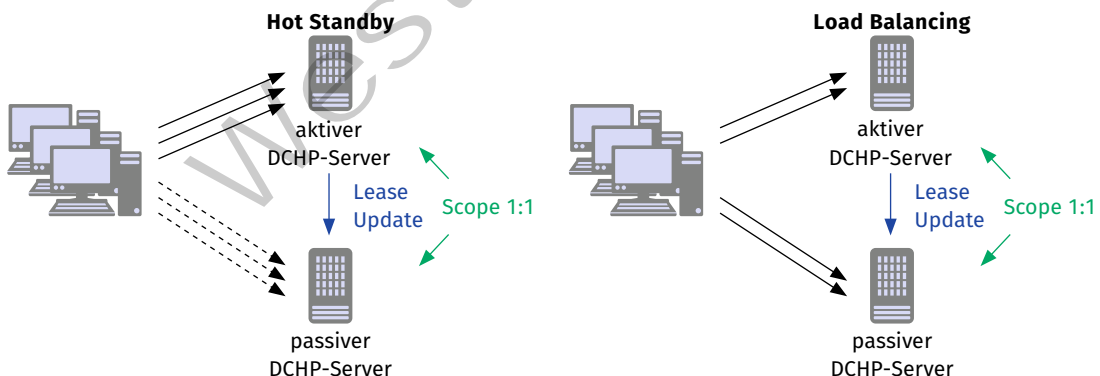 Hot Standby
aktiver
DCHP-Server
Lease
Update
Scope 1:1
passiver
DCHP-Server
Load Balancing
aktiver
DCHP-Server
Lease
Update
Scope 1:1
passiver
DCHP-Server